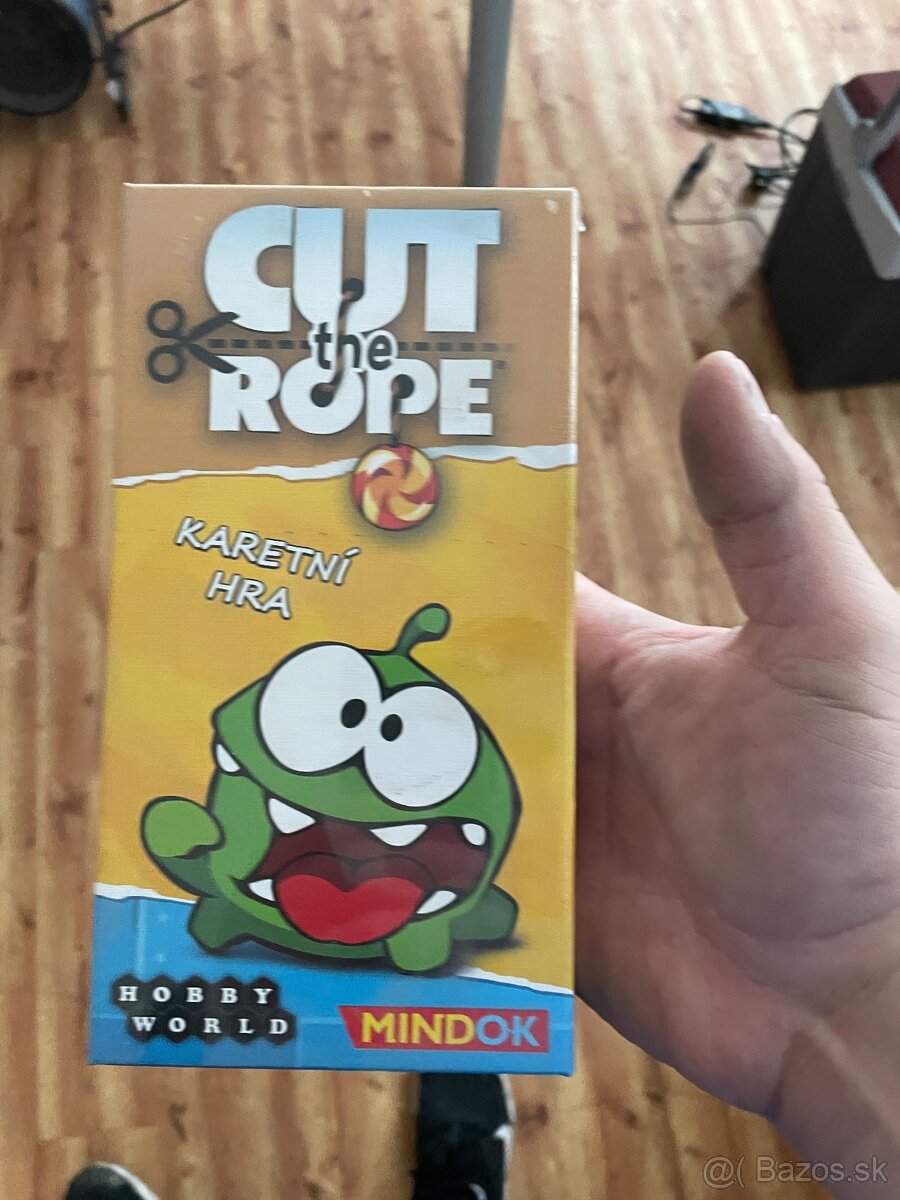 CUT
the
ROPE®
KARETNÍ
HRA
HOBBY
WORLD
MINDOK
@( Bazos.sk